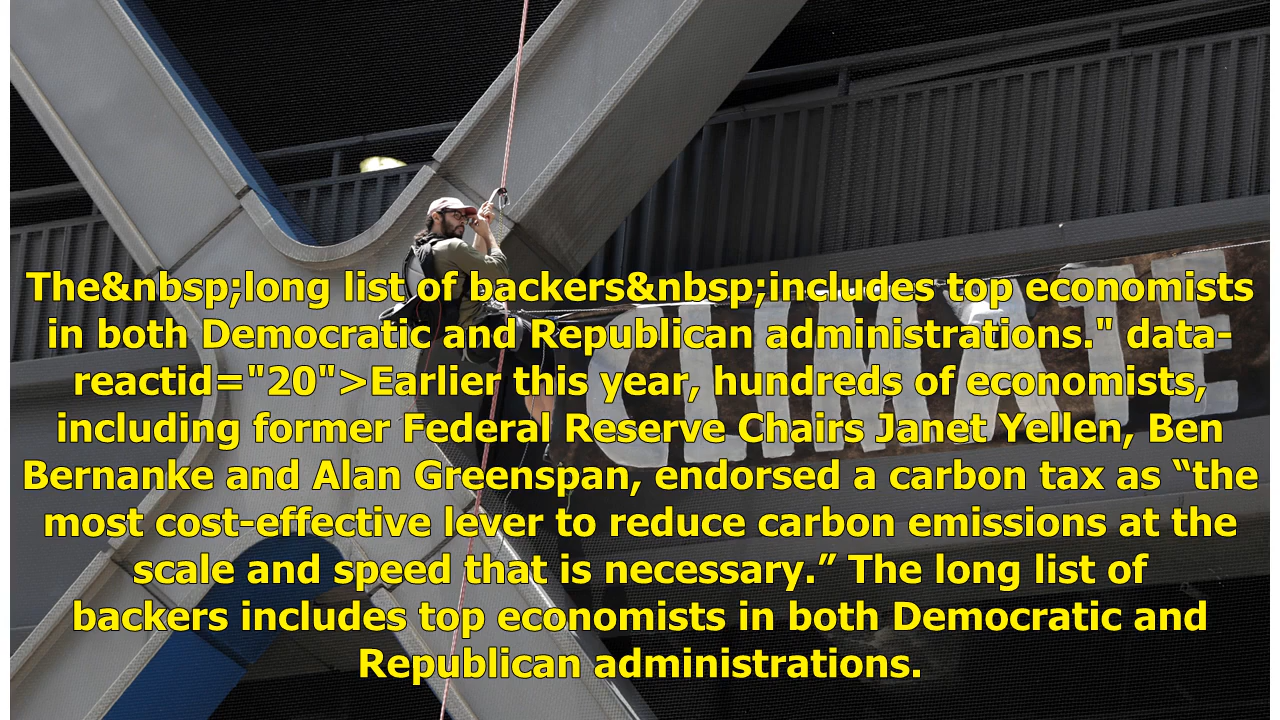 CLIMATE
The&nbsp;long list of backers&nbsp;includes top economists
in both Democratic and Republican administrations." data-
reactid="20">Earlier this year, hundreds of economists,
including former Federal Reserve Chairs Janet Yellen, Ben
Bernanke and Alan Greenspan, endorsed a carbon tax as “the
most cost-effective lever to reduce carbon emissions at the
scale and speed that is necessary.” The long list of
backers includes top economists in both Democratic and
Republican administrations.